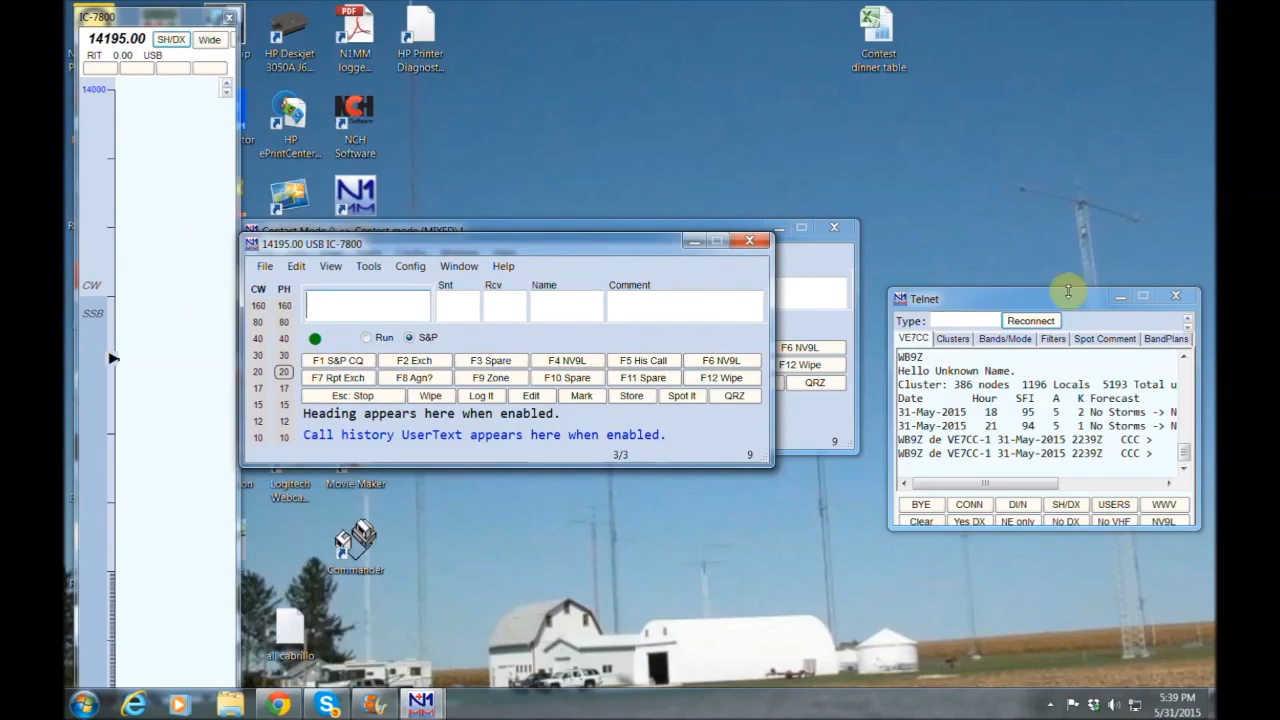 IC-7800
14195.00 SH/DX Wide
RIT 0.00 USB
14000
CW
SSB
HP Deskjet
3050A J6...
N1MM
logge...
HP Printer
Diagnost...
HP
ePrintCenter...
NCH
Software
Contest
dinner table
14195.00 USB IC-7800
File Edit View Tools Config Window Help
CW PH Snt Rcv Name Comment
160 160
80 80
40 40
30 30
20 20
17 17
15 15
12 12
10 10
Run S&P
F1 S&P CQ F2 Exch F3 Spare F4 NV9L F5 His Call F6 NV9L
F7 Rpt Exch F8 Agn? F9 Zone F10 Spare F11 Spare F12 Wipe
Esc: Stop Wipe Log It Edit Mark Store Spot It QRZ
Heading appears here when enabled.
Call history UserText appears here when enabled.
3/3 9
F6 NV9L
F12 Wipe
QRZ
9
Telnet
Type: Reconnect
VE7CC Clusters Bands/Mode Filters Spot Comment BandPlans
WB9Z
Hello Unknown Name.
Cluster: 386 nodes 1196 Locals 5193 Total u
Date Hour SFI A K Forecast
31-May-2015 18 95 5 2 No Storms -> N
31-May-2015 21 94 5 1 No Storms -> N
WB9Z de VE7CC-1 31-May-2015 2239Z CCC >
WB9Z de VE7CC-1 31-May-2015 2239Z CCC >
BYE CONN DI/N SH/DX USERS WWV
Clear Yes DX NE only No DX No VHF NV9L
Logitech
Webca...
Movie Maker
Commander
all cabrillo
5:39 PM
5/31/2015